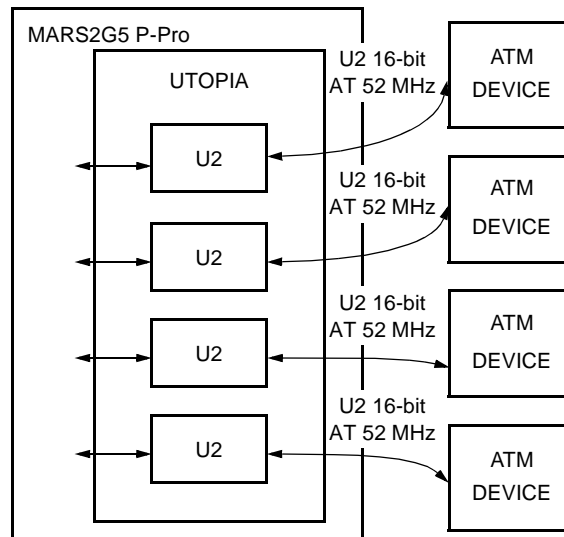 MARS2G5 P-Pro
UTOPIA
U2 16-bit
AT 52 MHz
ATM
DEVICE
U2
U2 16-bit
AT 52 MHz
ATM
DEVICE
U2
U2 16-bit
AT 52 MHz
ATM
DEVICE
U2
U2 16-bit
AT 52 MHz
ATM
DEVICE
U2